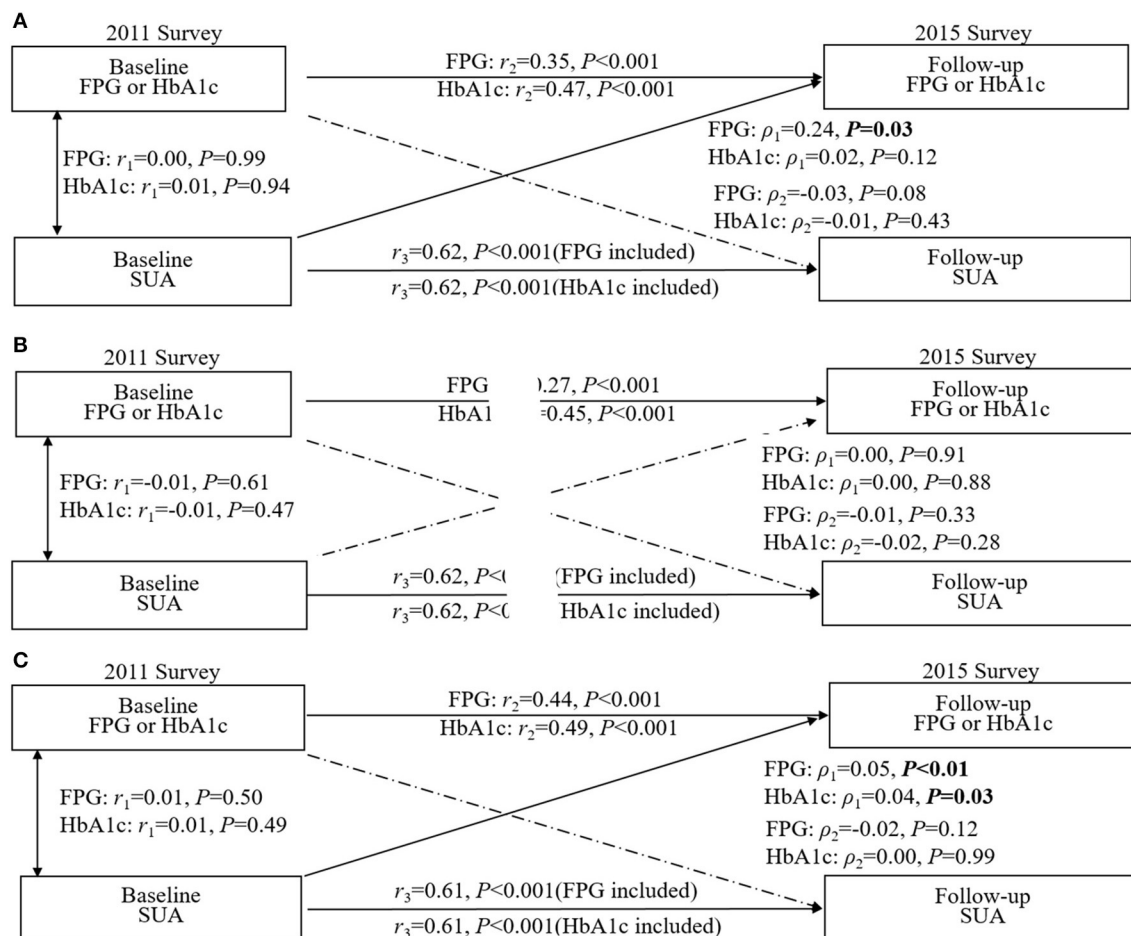 A
2011 Survey
2015 Survey
Baseline
FPG or HbA1c
FPG: r₂=0.35, P<0.001
HbA1c: r₂=0.47, P<0.001
Follow-up
FPG or HbA1c
FPG: r₁=0.00, P=0.99
HbA1c: r₁=0.01, P=0.94
FPG: ρ₁=0.24, P=0.03
HbA1c: ρ₁=0.02, P=0.12
FPG: ρ₂=-0.03, P=0.08
HbA1c: ρ₂=-0.01, P=0.43
Baseline
SUA
r₃=0.62, P<0.001(FPG included)
r₃=0.62, P<0.001(HbA1c included)
Follow-up
SUA
B
2011 Survey
2015 Survey
Baseline
FPG or HbA1c
FPG .27, P<0.001
HbA1 =0.45, P<0.001
Follow-up
FPG or HbA1c
FPG: r₁=-0.01, P=0.61
HbA1c: r₁=-0.01, P=0.47
FPG: ρ₁=0.00, P=0.91
HbA1c: ρ₁=0.00, P=0.88
FPG: ρ₂=-0.01, P=0.33
HbA1c: ρ₂=-0.02, P=0.28
Baseline
SUA
r₃=0.62, P< (FPG included)
r₃=0.62, P< HbA1c included)
Follow-up
SUA
C
2011 Survey
2015 Survey
Baseline
FPG or HbA1c
FPG: r₂=0.44, P<0.001
HbA1c: r₂=0.49, P<0.001
Follow-up
FPG or HbA1c
FPG: r₁=0.01, P=0.50
HbA1c: r₁=0.01, P=0.49
FPG: ρ₁=0.05, P<0.01
HbA1c: ρ₁=0.04, P=0.03
FPG: ρ₂=-0.02, P=0.12
HbA1c: ρ₂=0.00, P=0.99
Baseline
SUA
r₃=0.61, P<0.001(FPG included)
r₃=0.61, P<0.001(HbA1c included)
Follow-up
SUA